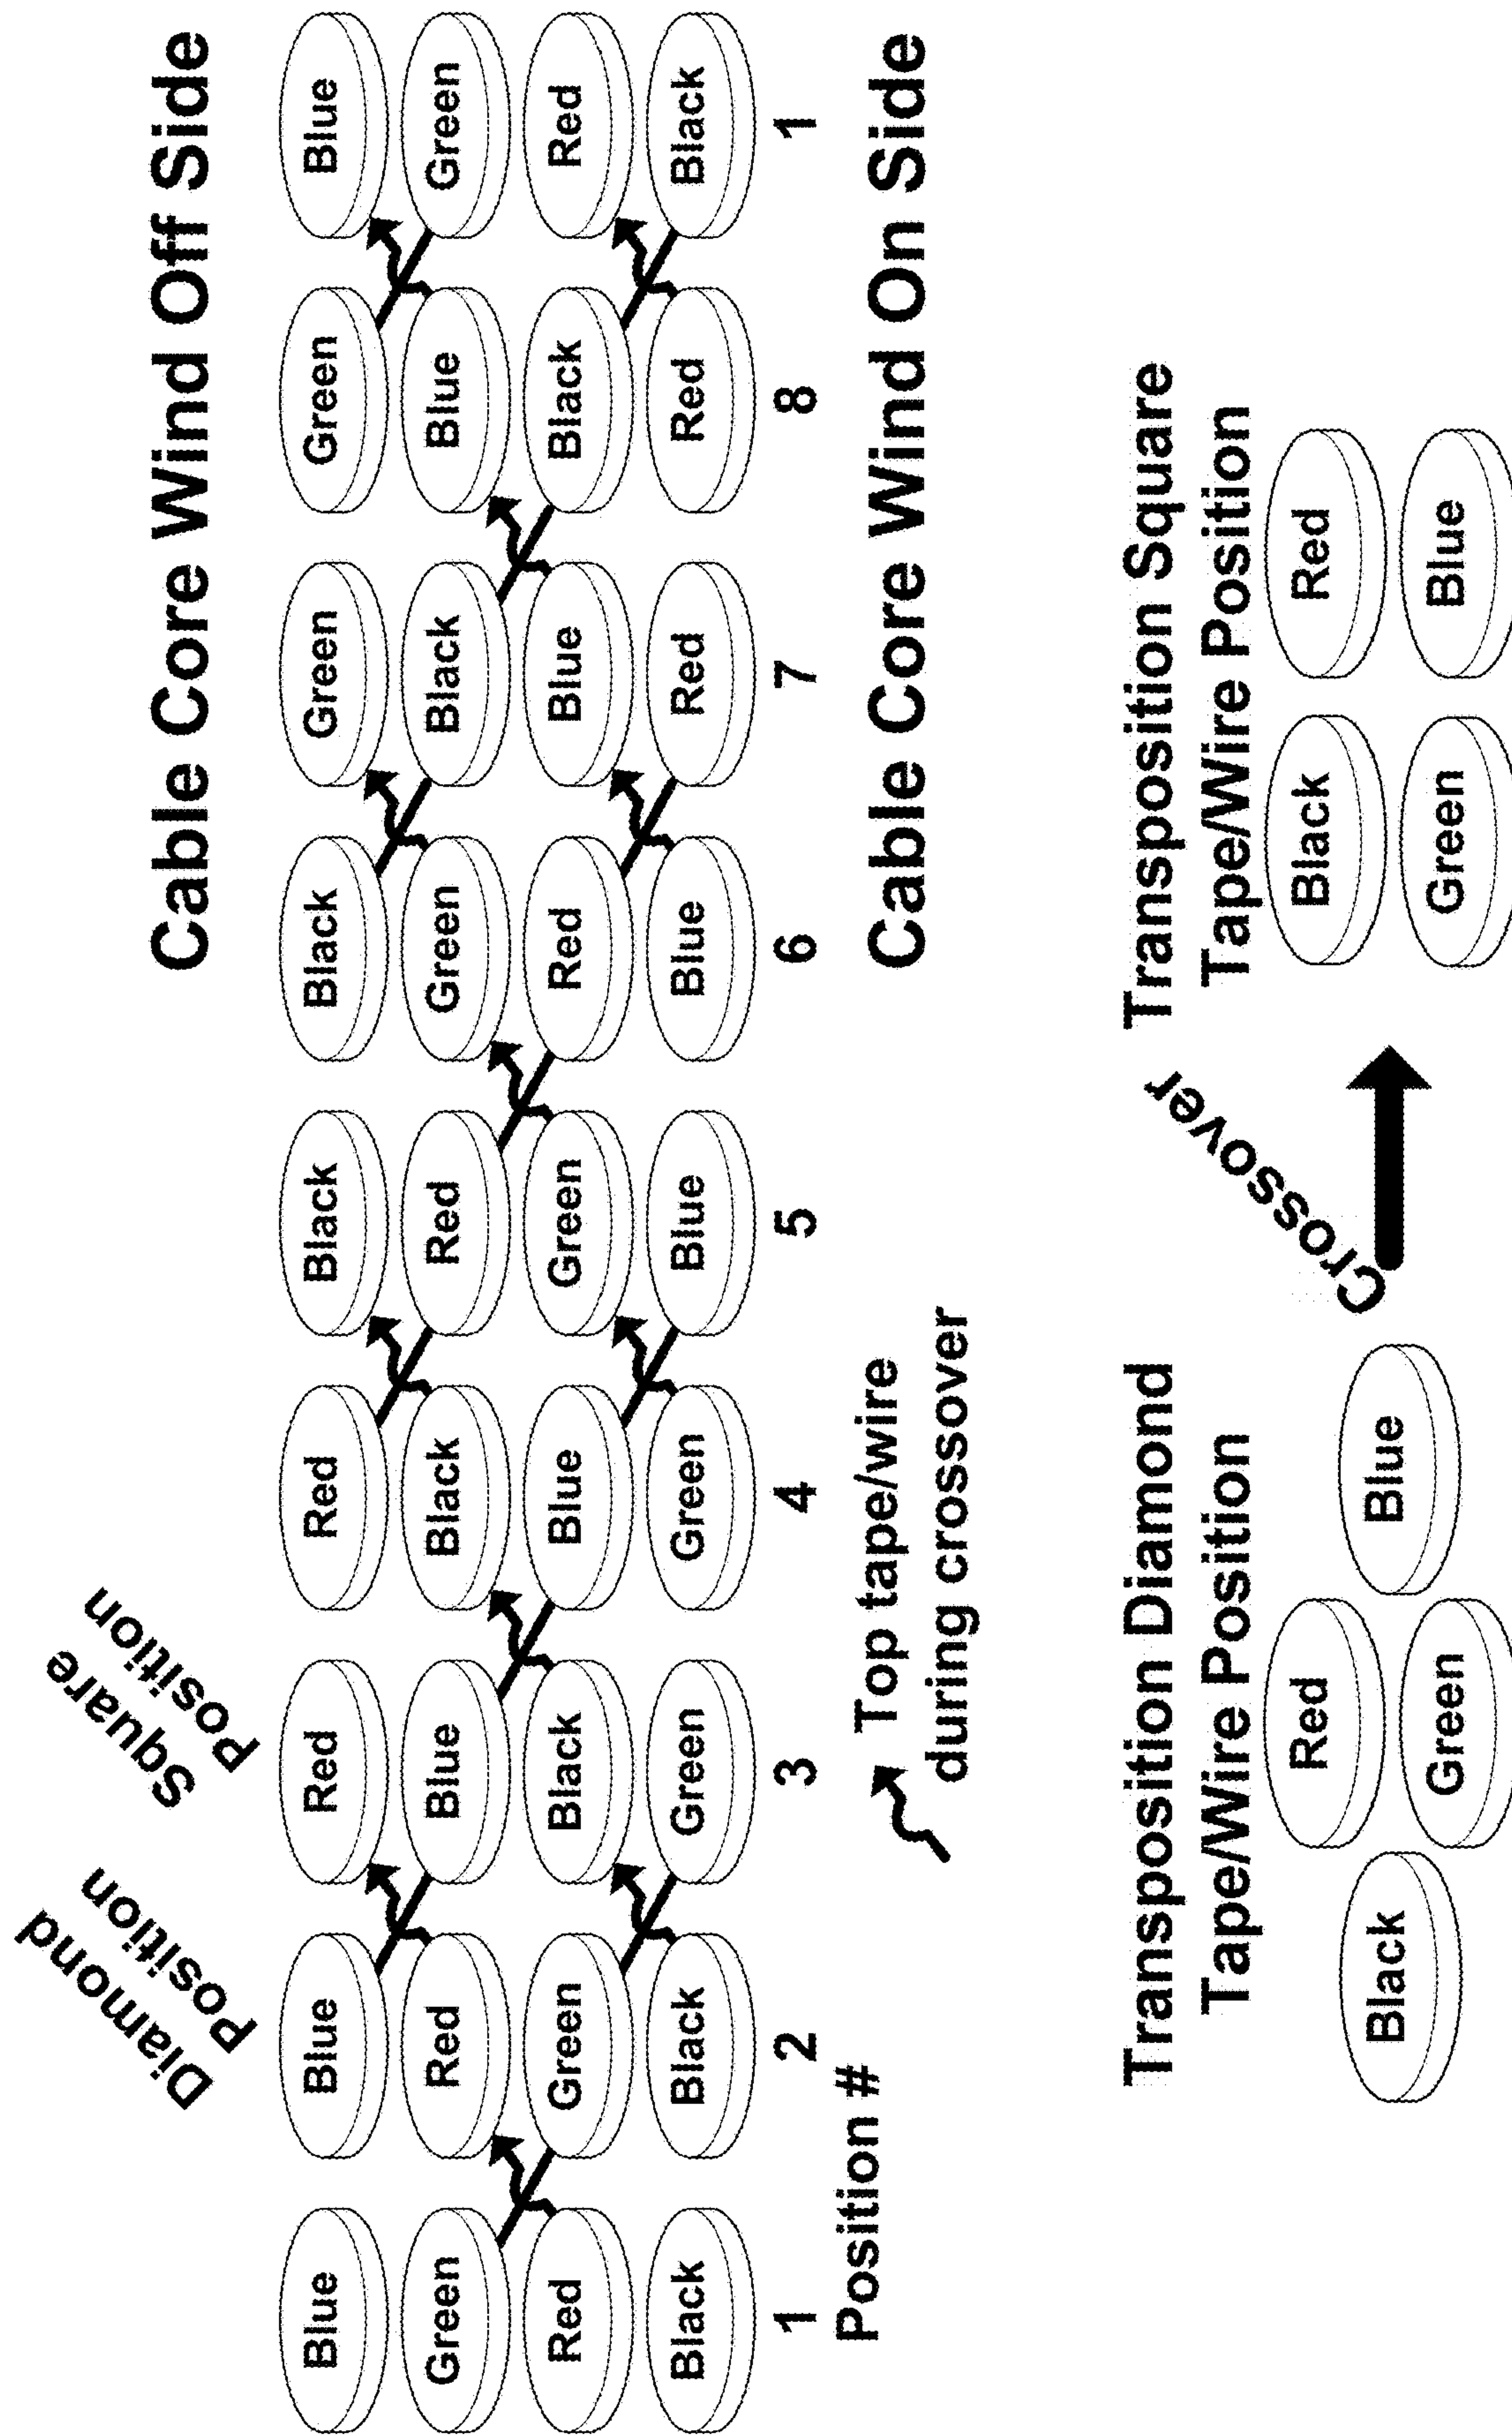 Diamond
Position
Square
Position
Cable Core Wind Off Side
Blue Blue Red Red Black Black Green Green Blue
Green Red Blue Black Red Green Black Blue Green
Red Green Black Blue Green Red Blue Black Red
Black Black Green Green Blue Blue Red Red Black
1 2 3 4 5 6 7 8 1
Position #
Top tape/wire
during crossover
Cable Core Wind On Side
Transposition Diamond
Tape/Wire Position
Black Red Green Blue
Crossover
Transposition Square
Tape/Wire Position
Black Red
Green Blue